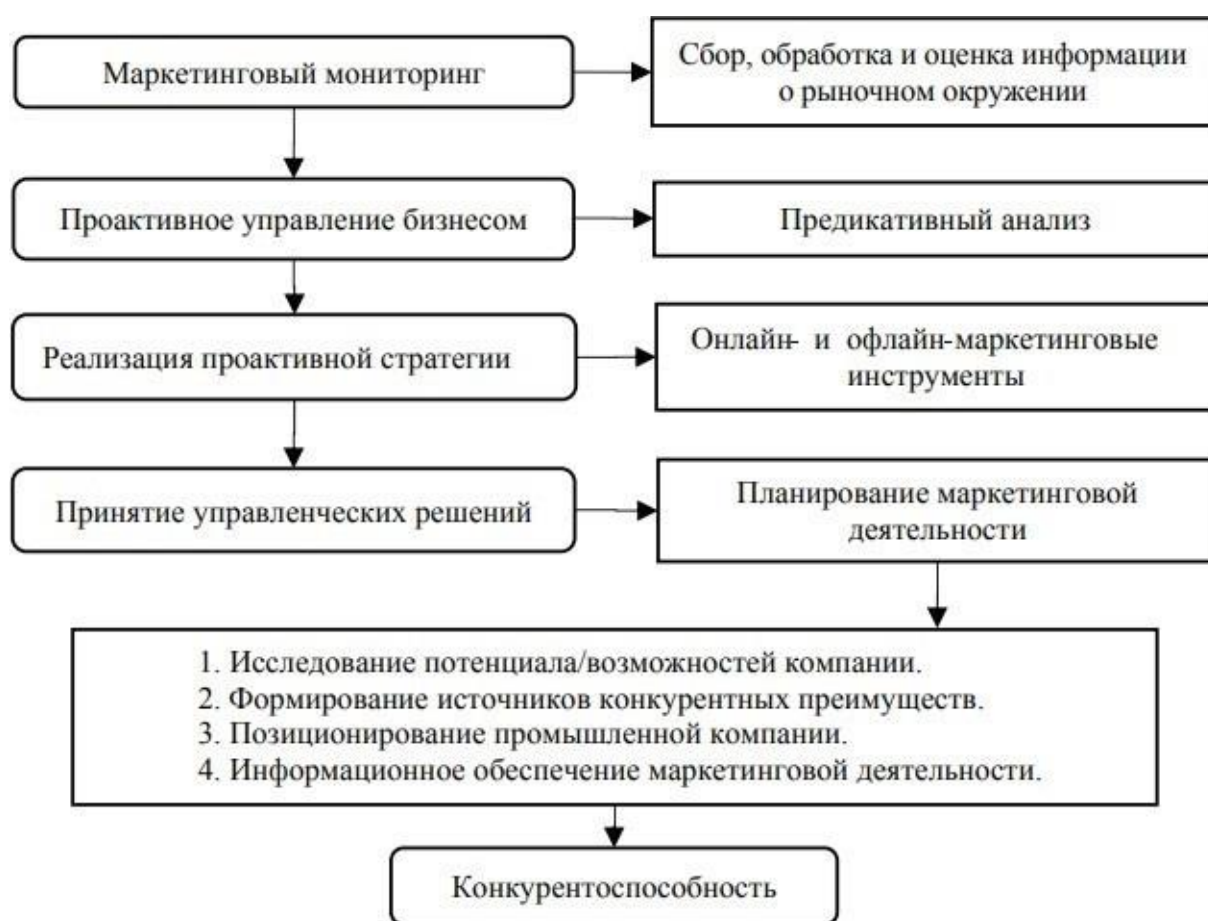 Маркетинговый мониторинг
Сбор, обработка и оценка информации
о рыночном окружении
Проактивное управление бизнесом
Предикативный анализ
Реализация проактивной стратегии
Онлайн- и офлайн-маркетинговые
инструменты
Принятие управленческих решений
Планирование маркетинговой
деятельности
1. Исследование потенциала/возможностей компании.
2. Формирование источников конкурентных преимуществ.
3. Позиционирование промышленной компании.
4. Информационное обеспечение маркетинговой деятельности.
Конкурентоспособность